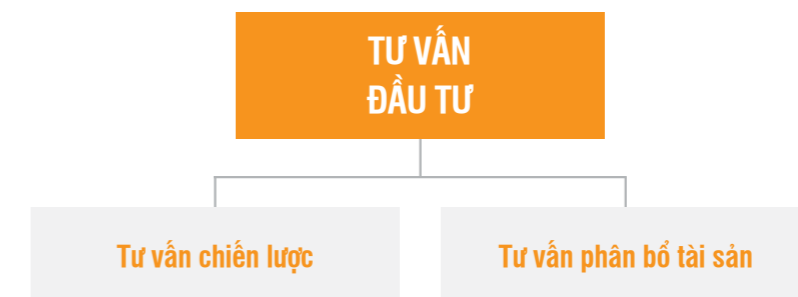 TƯ VẤN
ĐẦU TƯ
Tư vấn chiến lược
Tư vấn phân bổ tài sản